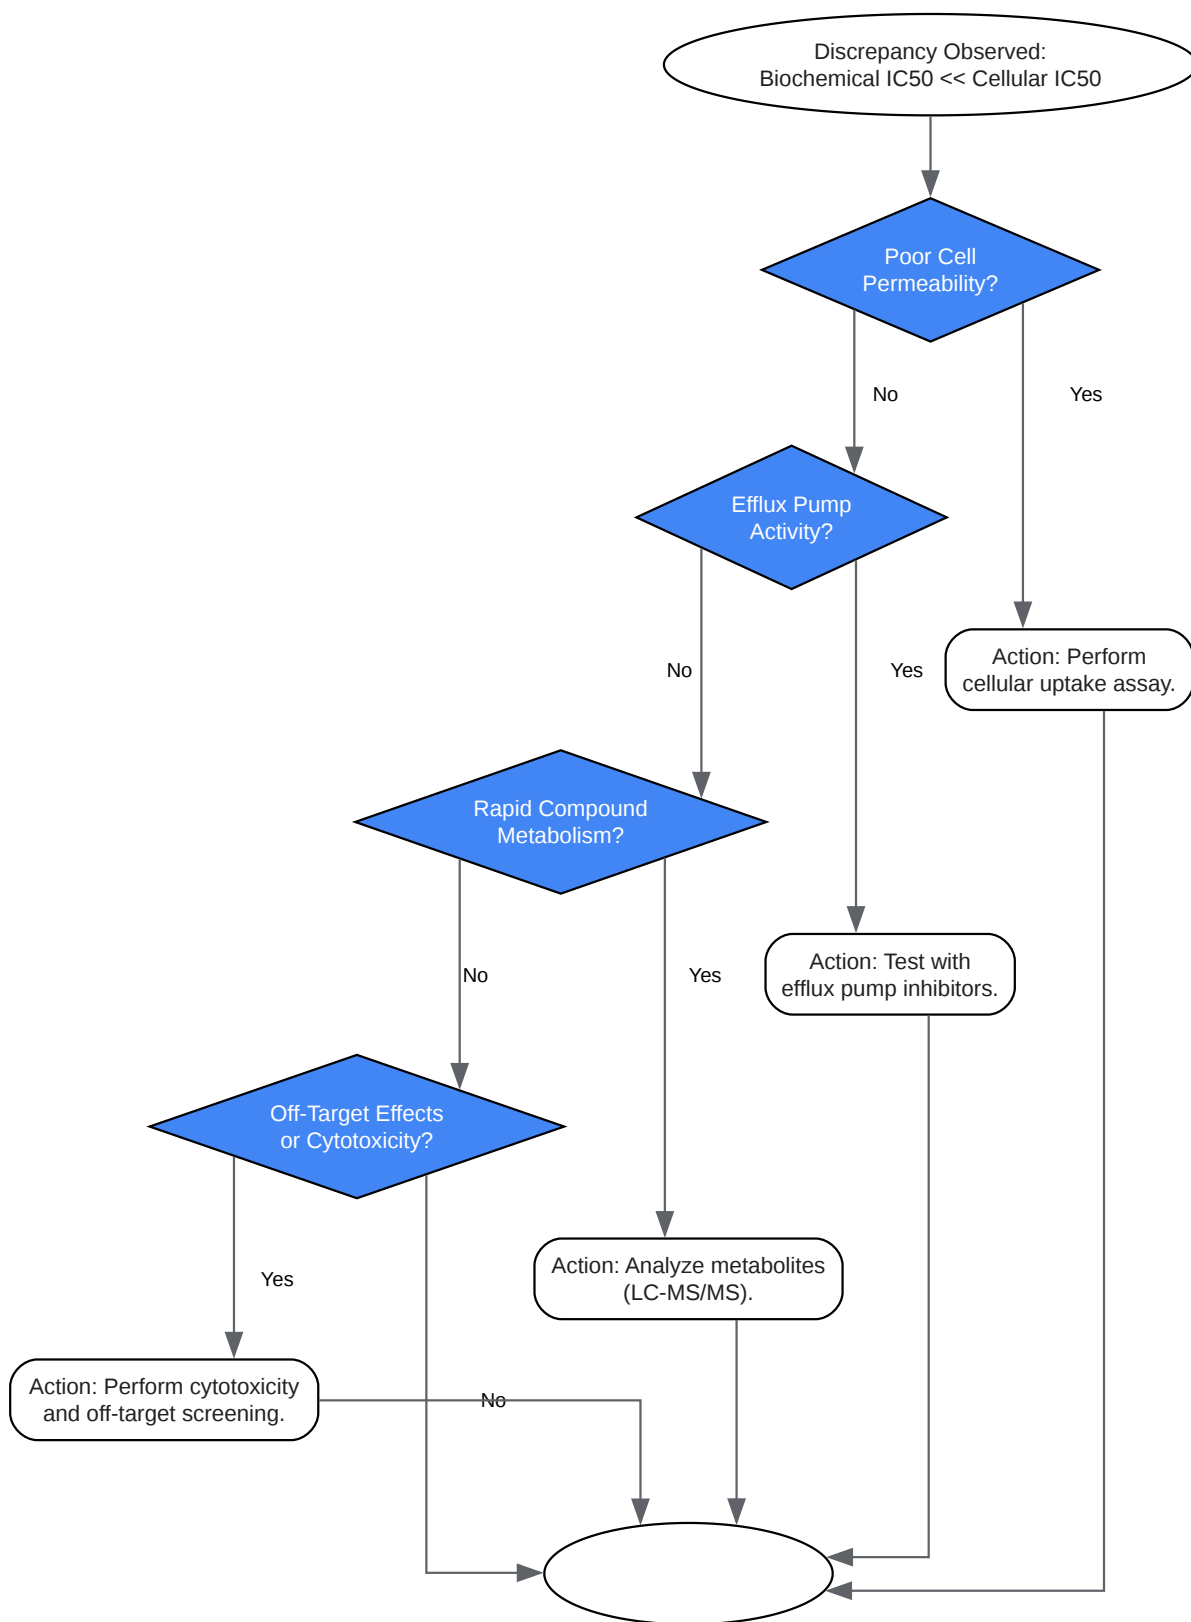 Discrepancy Observed:
Biochemical IC50 << Cellular IC50
Poor Cell
Permeability?
No
Yes
Efflux Pump
Activity?
No
Yes
Action: Perform
cellular uptake assay.
Rapid Compound
Metabolism?
No
Yes
Action: Test with
efflux pump inhibitors.
Off-Target Effects
or Cytotoxicity?
Yes
Action: Analyze metabolites
(LC-MS/MS).
Action: Perform cytotoxicity
and off-target screening.
No